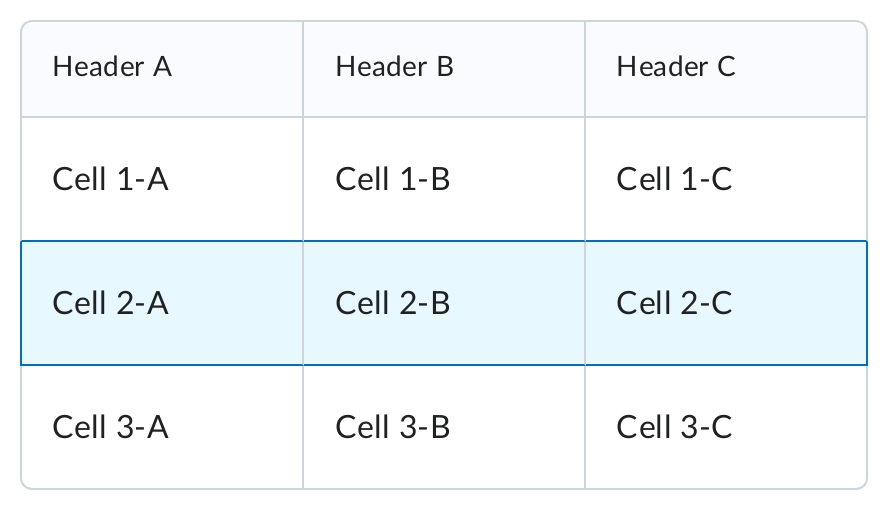 Header A Header B Header C
Cell 1-A Cell 1-B Cell 1-C
Cell 2-A Cell 2-B Cell 2-C
Cell 3-A Cell 3-B Cell 3-C